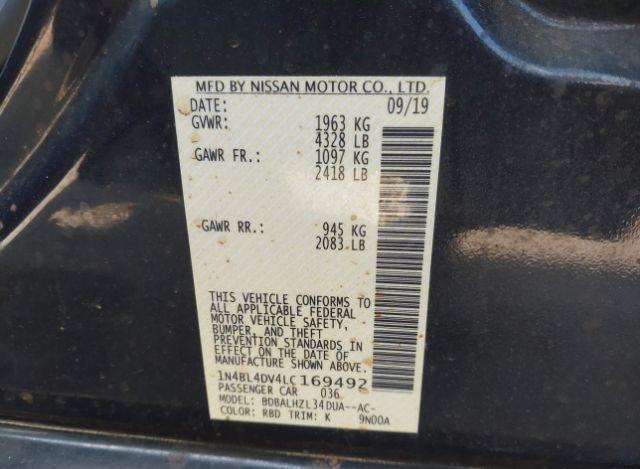 MFD BY NISSAN MOTOR CO., LTD.
DATE: 09/19
GVWR: 1963 KG
4328 LB
GAWR FR.: 1097 KG
2418 LB
GAWR RR.: 945 KG
2083 LB
THIS VEHICLE CONFORMS TO
ALL APPLICABLE FEDERAL
MOTOR VEHICLE SAFETY,
BUMPER, AND THEFT
PREVENTION STANDARDS IN
EFFECT ON THE DATE OF
MANUFACTURE SHOWN ABOVE.
1N4BL4DV4LC169492
PASSENGER CAR 036
MODEL: BDBALHZL34DUA--AC-
COLOR: RBD TRIM: K 9N00A